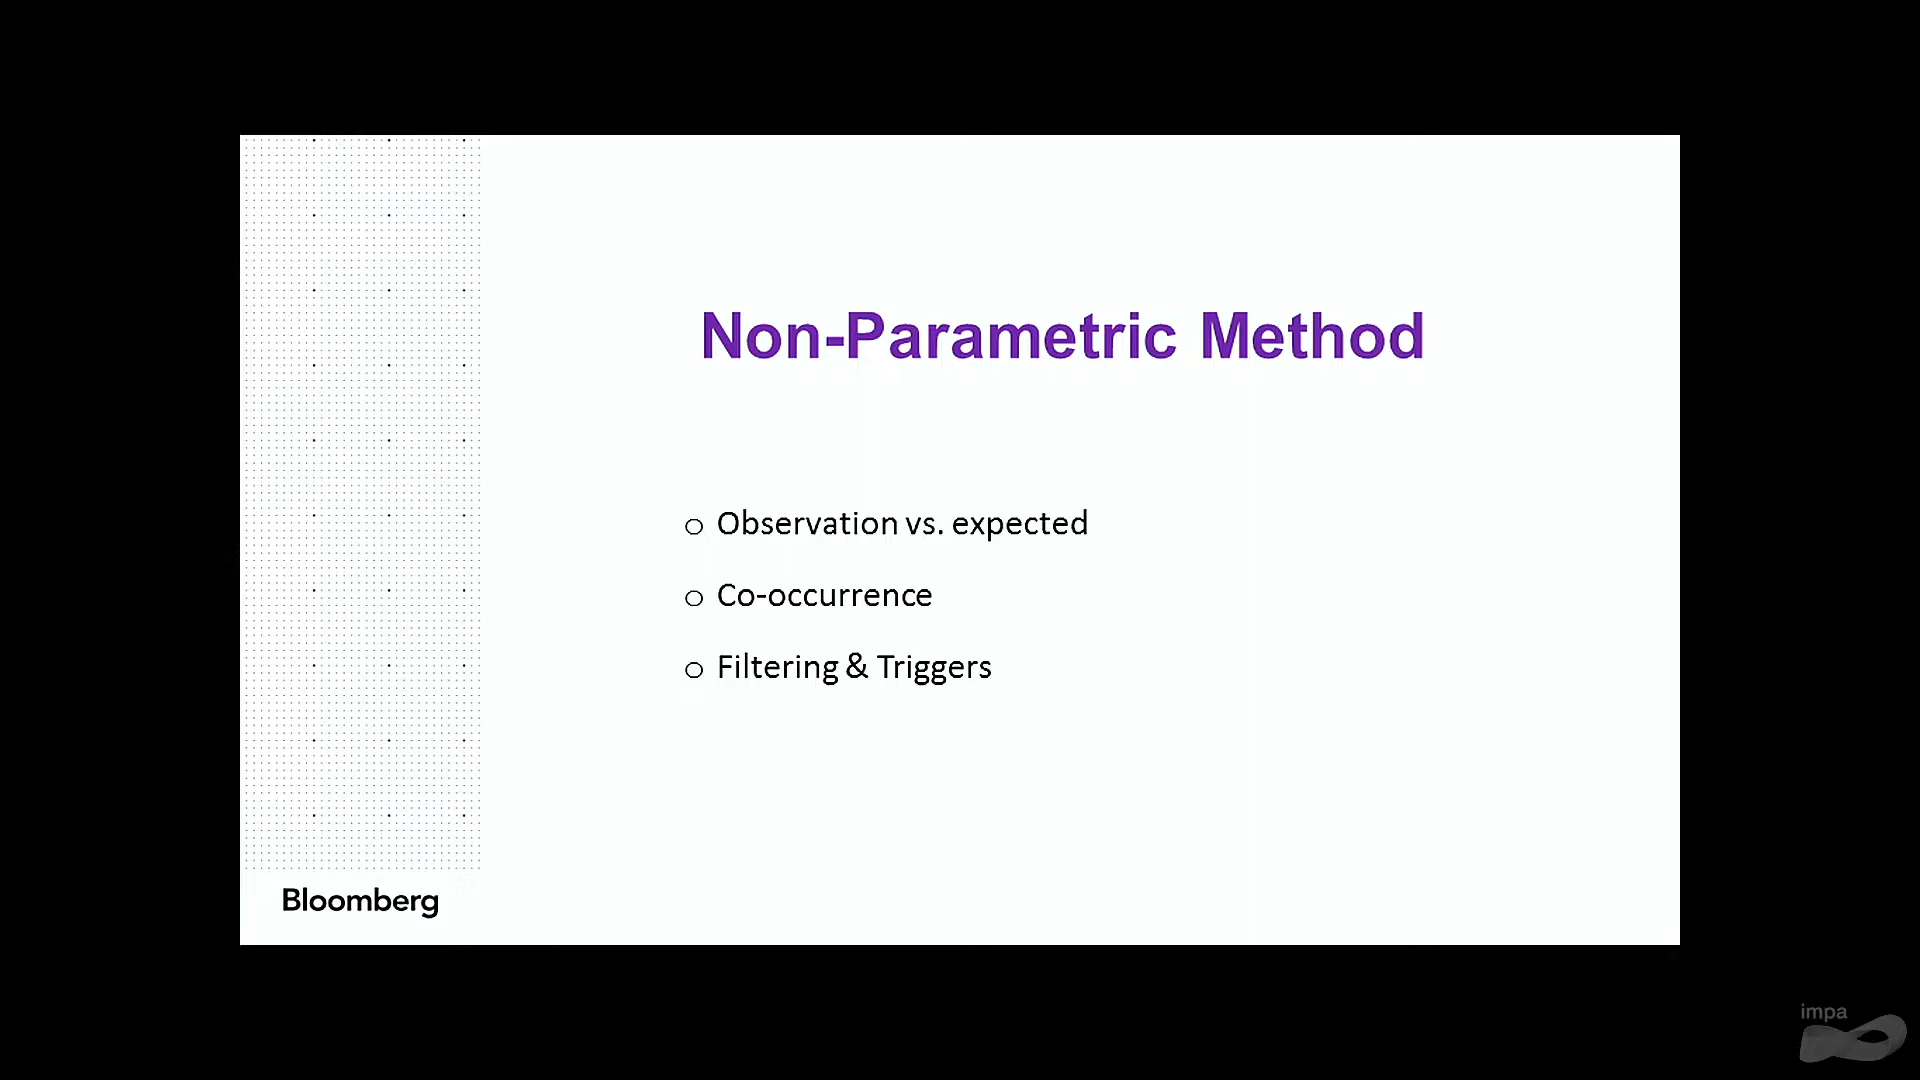 Non-Parametric Method
o Observation vs. expected
o Co-occurrence
o Filtering & Triggers
Bloomberg
impa